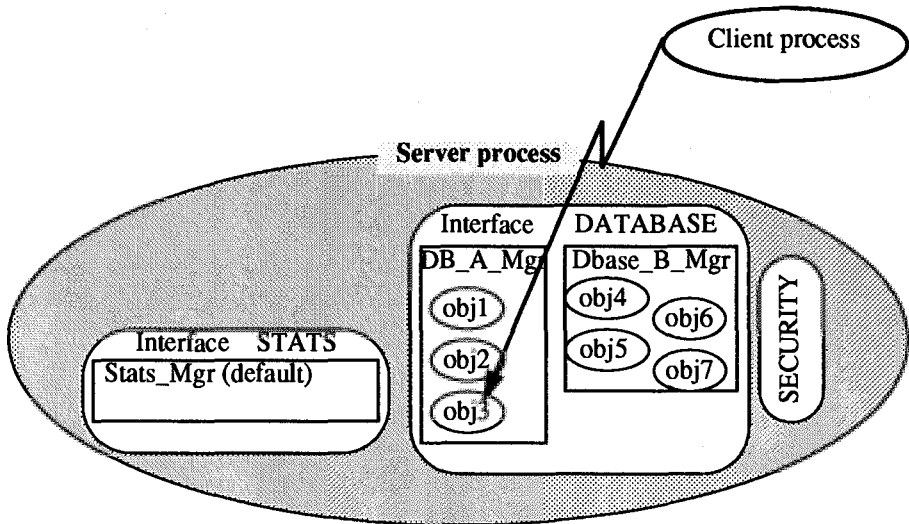 Client process
Server process
Interface DATABASE
DB_A_Mgr
Dbase_B_Mgr
obj1
obj2
obj3
obj4
obj6
obj5
obj7
SECURITY
Interface STATS
Stats_Mgr (default)